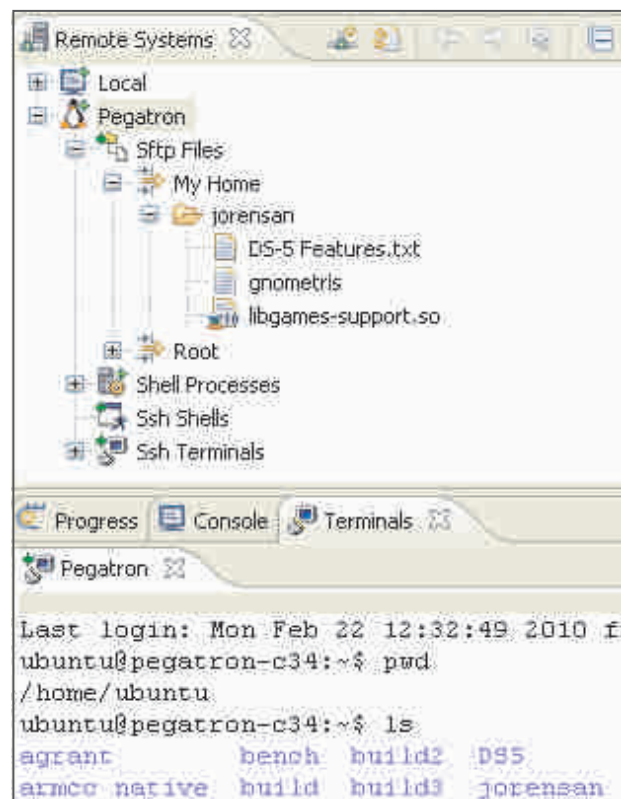 Remote Systems
Local
Pegatron
Sftp Files
My Home
jorensan
DS-5 Features.txt
gnometris
libgames-support.so
Root
Shell Processes
Ssh Shells
Ssh Terminals
Progress Console Terminals
Pegatron
Last login: Mon Feb 22 12:32:49 2010 f
ubuntu@pegatron-c34:~$ pwd
/home/ubuntu
ubuntu@pegatron-c34:~$ ls
agrant bench build2 DS5
armcc native build build3 jorensan